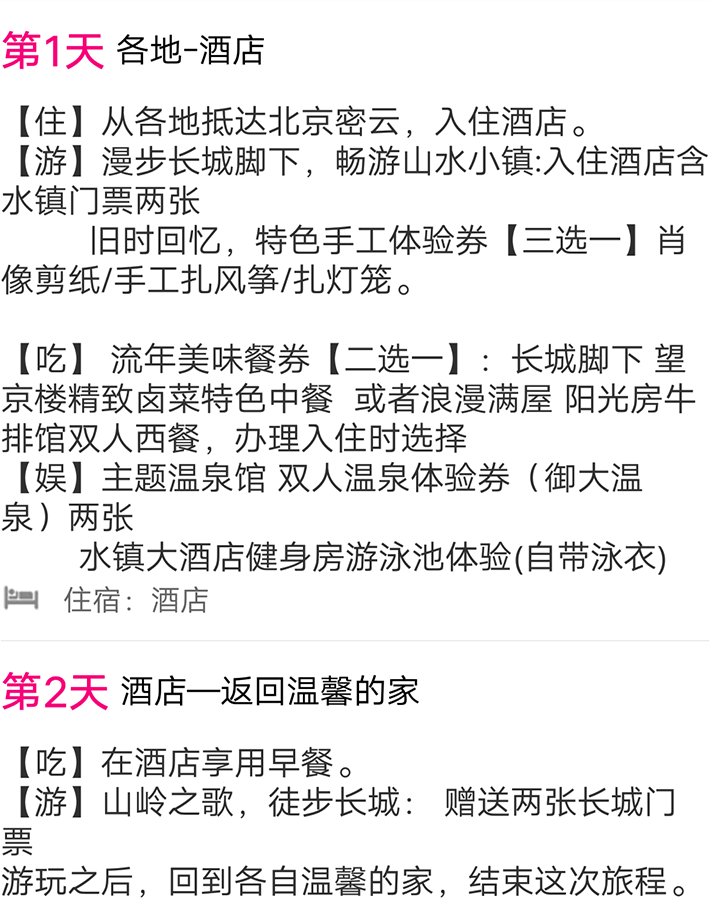 第1天 各地-酒店
【住】从各地抵达北京密云，入住酒店。
【游】漫步长城脚下，畅游山水小镇:入住酒店含
水镇门票两张
旧时回忆，特色手工体验券【三选一】肖
像剪纸/手工扎风筝/扎灯笼。
【吃】 流年美味餐券【二选一】：长城脚下 望
京楼精致卤菜特色中餐  或者浪漫满屋 阳光房牛
排馆双人西餐，办理入住时选择
【娱】主题温泉馆 双人温泉体验券（御大温
泉）两张
水镇大酒店健身房游泳池体验(自带泳衣)
住宿：酒店
第2天 酒店—返回温馨的家
【吃】在酒店享用早餐。
【游】山岭之歌，徒步长城： 赠送两张长城门
票
游玩之后，回到各自温馨的家，结束这次旅程。